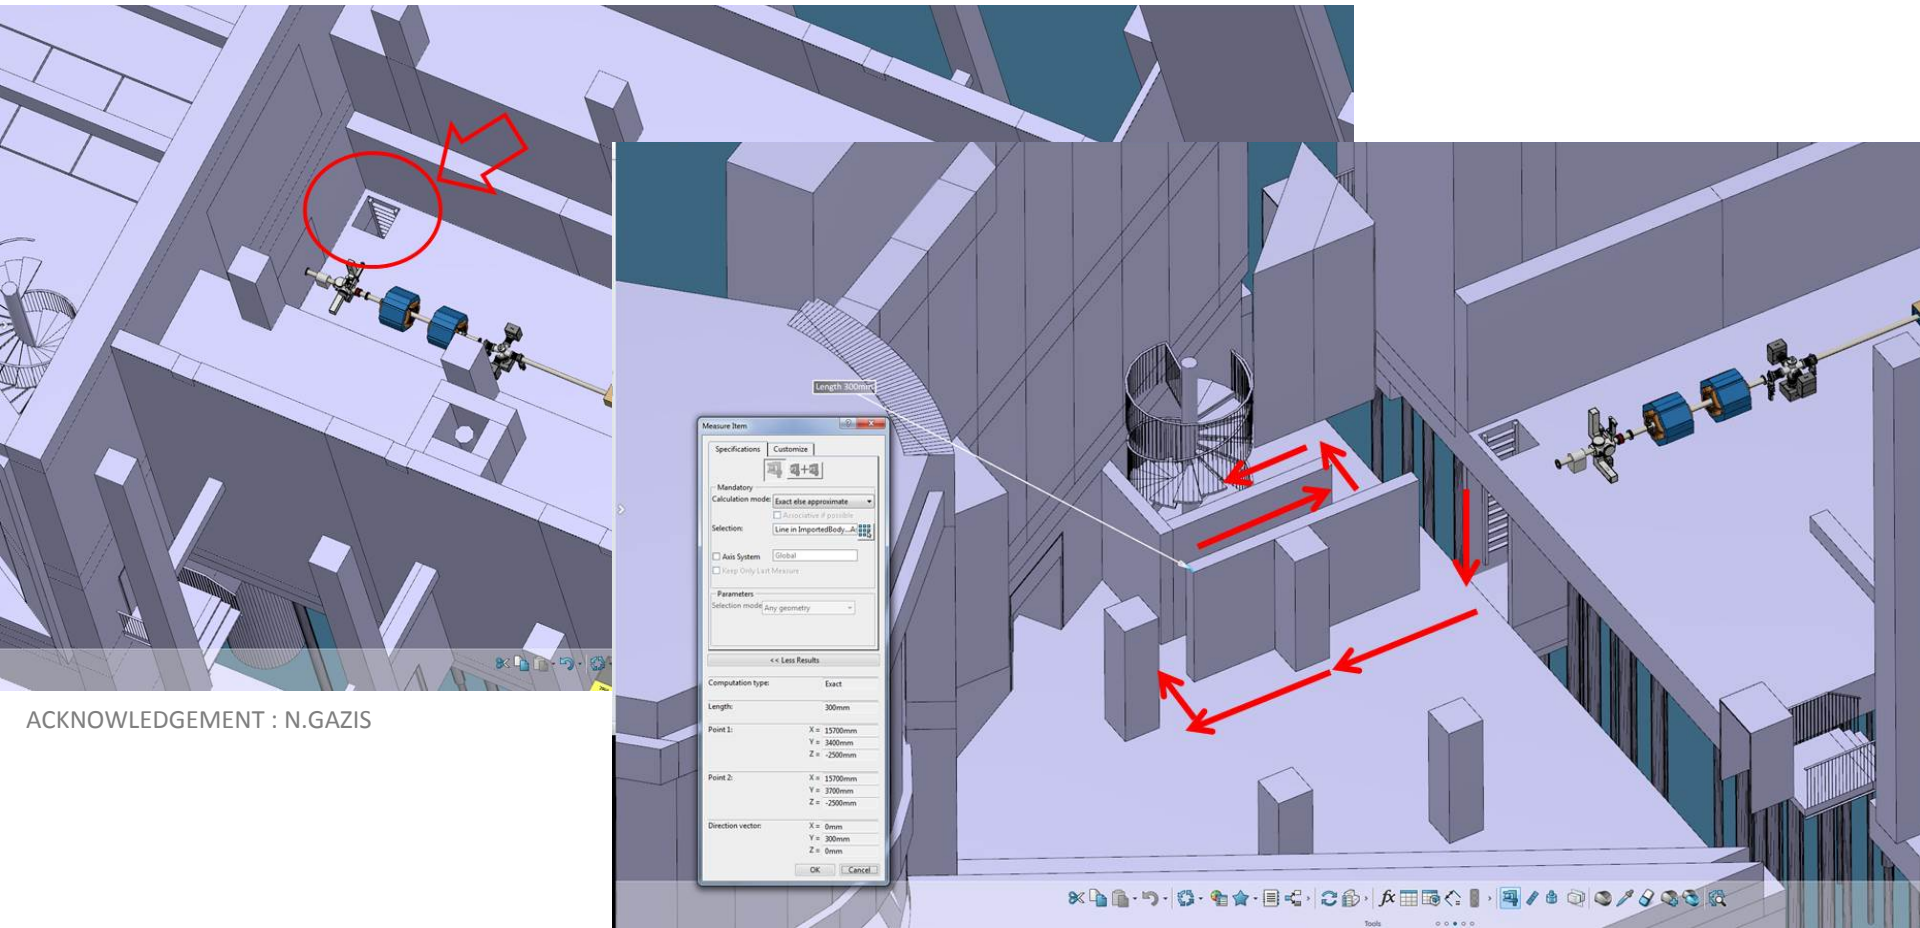 Length 300mm
Measure Item
Specifications Customize
Mandatory
Calculation mode: Exact else approximate
Associative if possible
Selection: Line in ImportedBody...A
Axis System Global
Keep Only Last Measure
Parameters
Selection mode Any geometry
<< Less Results
Computation type: Exact
Length: 300mm
Point 1: X = 15700mm
Y = 3400mm
Z = -2500mm
Point 2: X = 15700mm
Y = 3700mm
Z = -2500mm
Direction vector: X = 0mm
Y = 300mm
Z = 0mm
OK Cancel
fx
Tools
ACKNOWLEDGEMENT : N.GAZIS